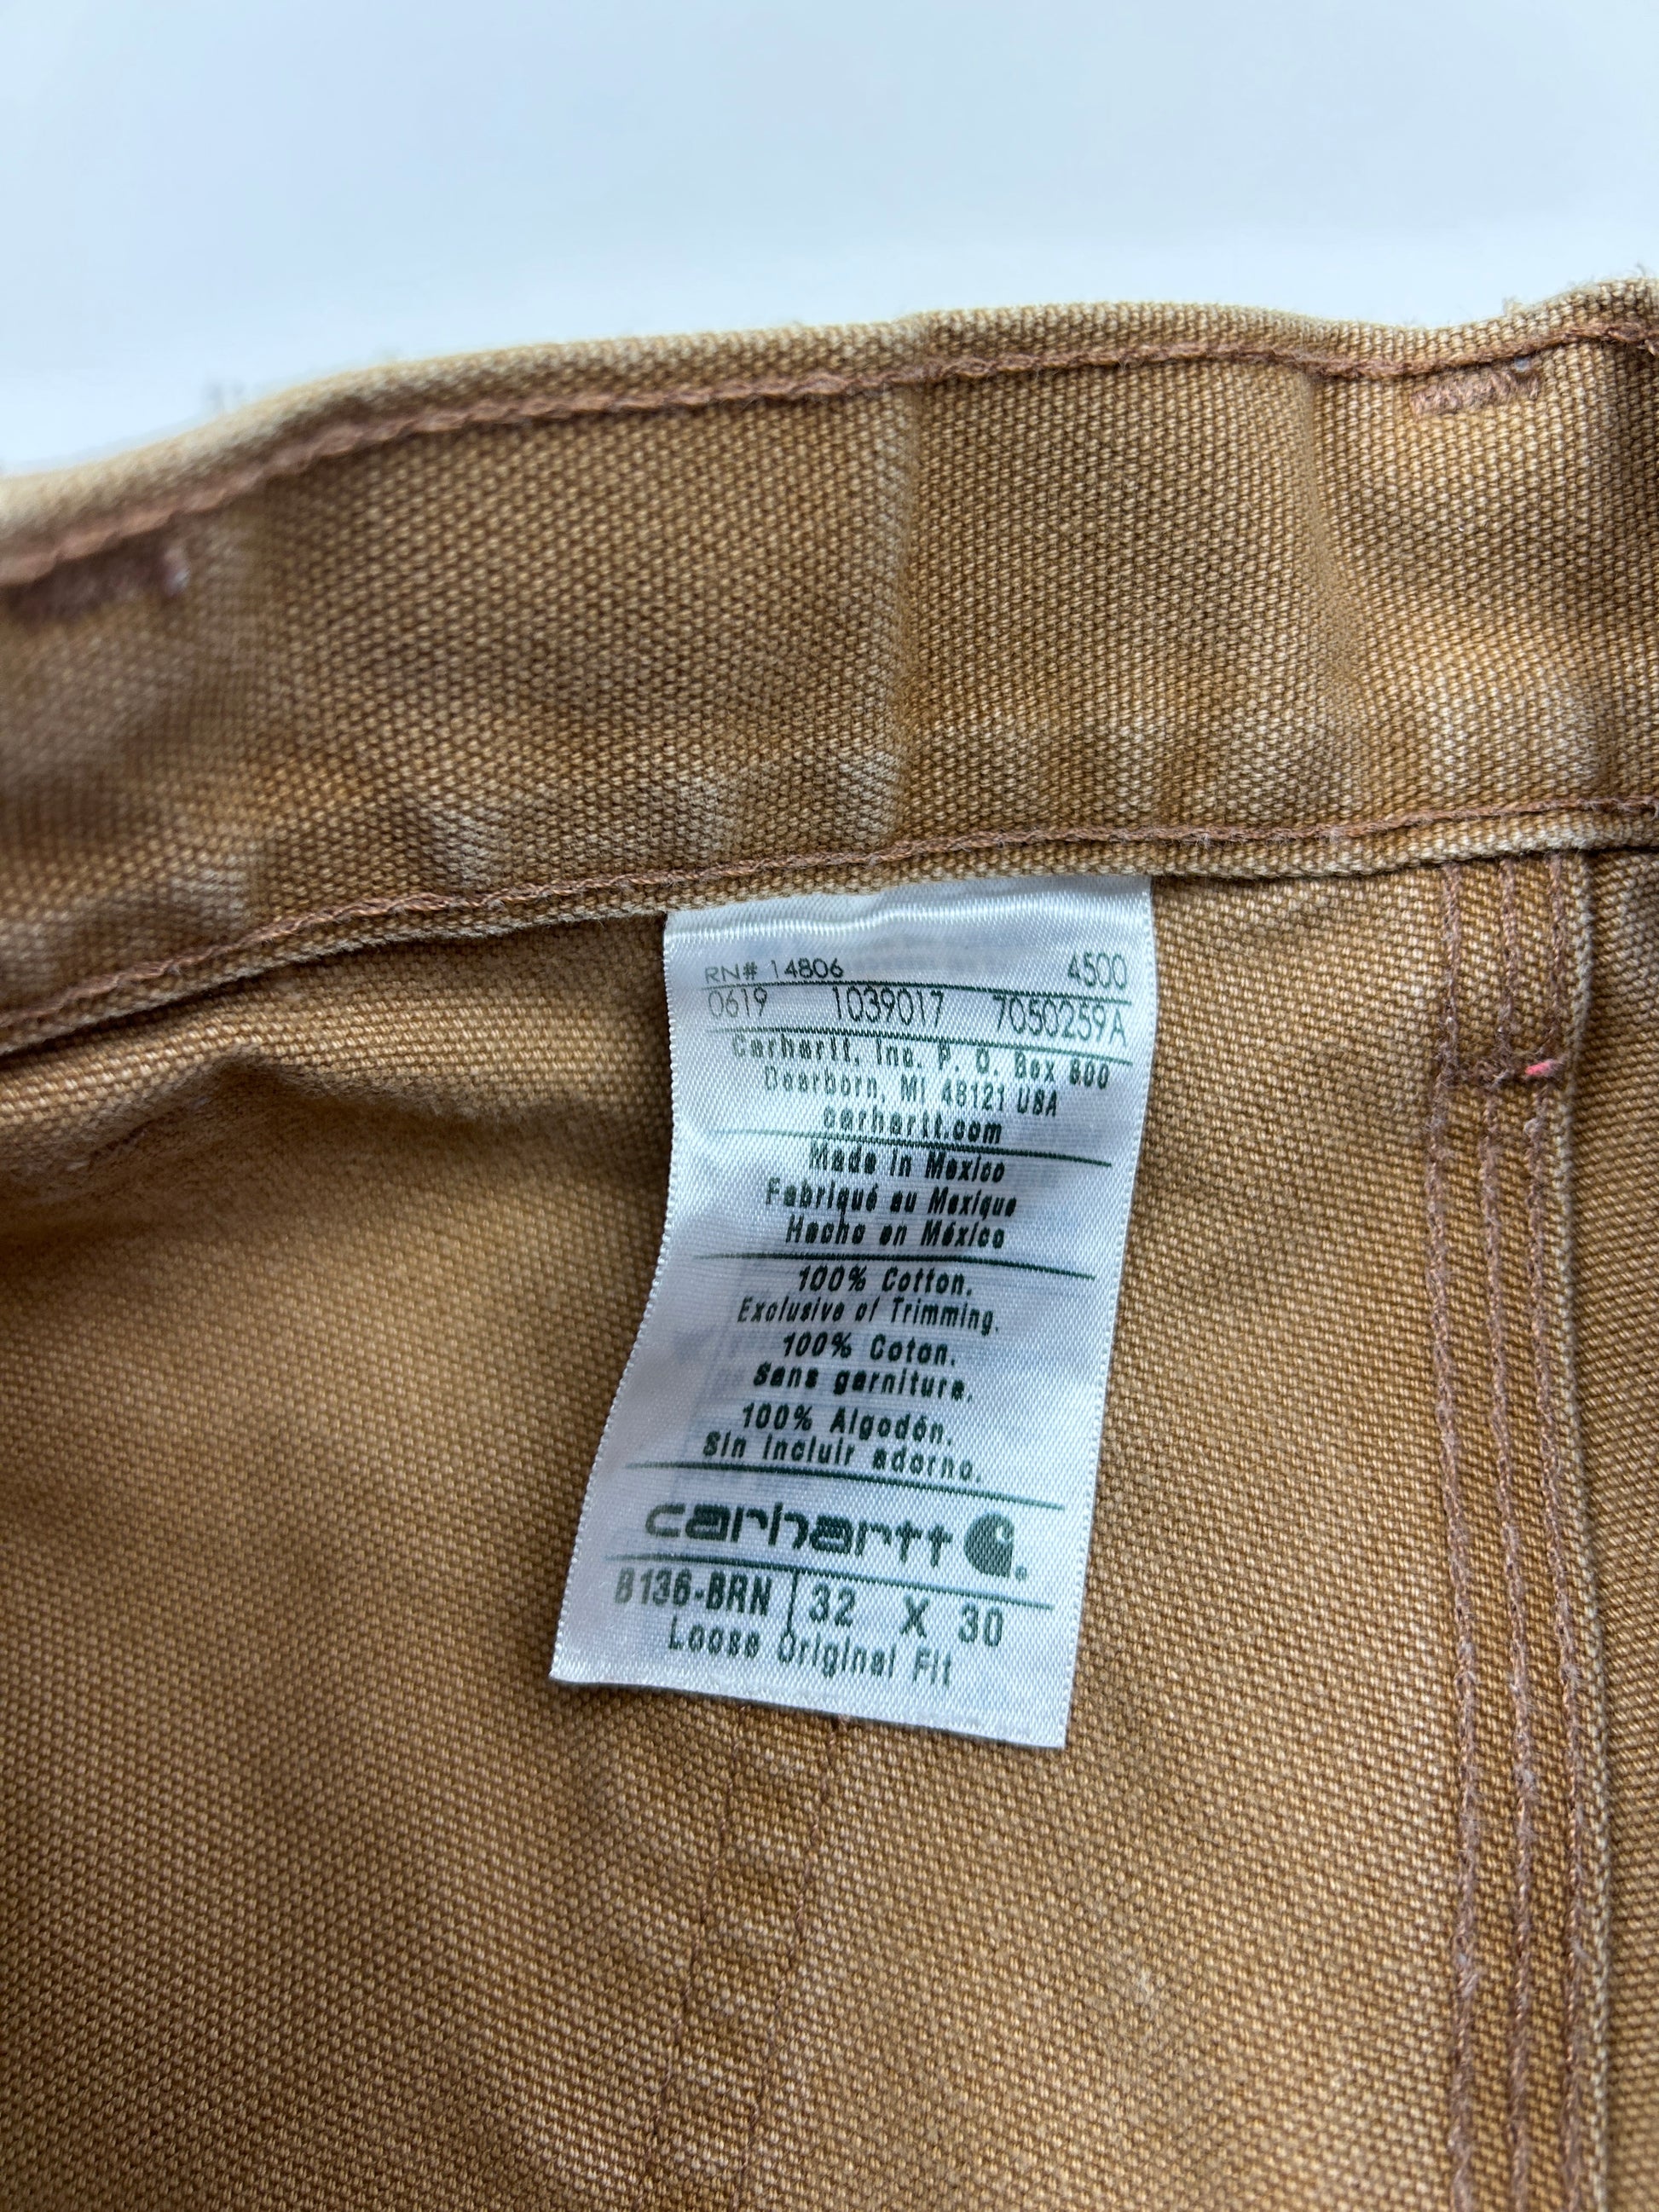 RN# 14806 4500
0619 1039017 7050259A
Carhartt, Inc. P. O. Box 600
Dearborn, MI 48121 USA
carhartt.com
Made in Mexico
Fabriqué au Mexique
Hecho en México
100% Cotton.
Exclusive of Trimming.
100% Coton.
Sans garniture.
100% Algodón.
Sin incluir adorno.
carhartt
B136-BRN 32 X 30
Loose Original Fit